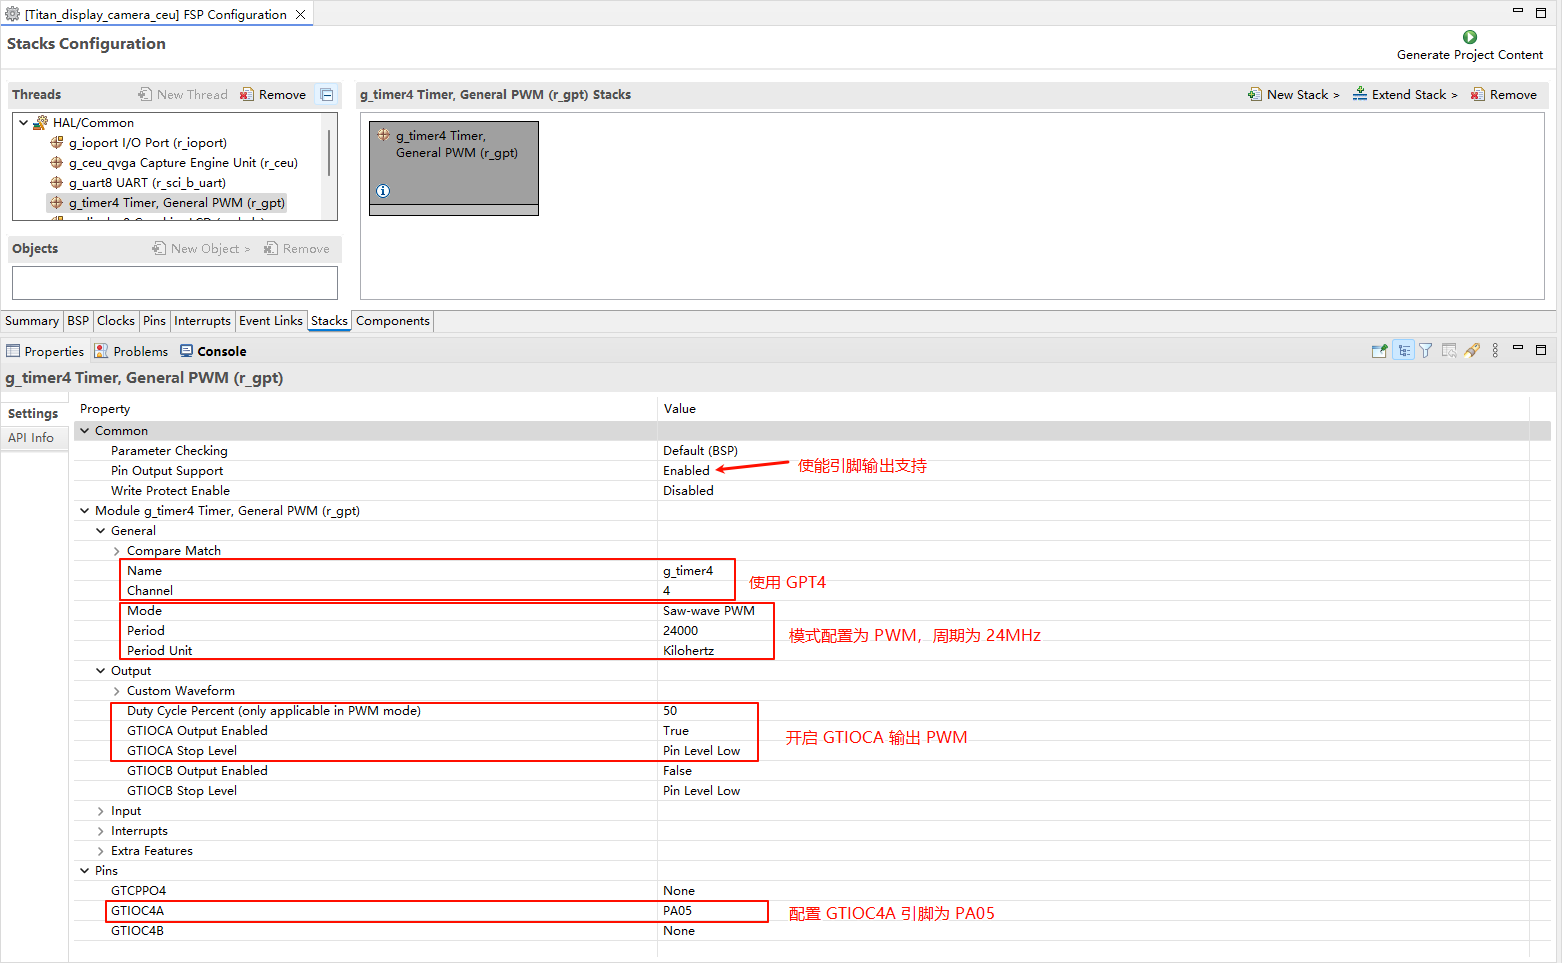 [Titan_display_camera_ceu] FSP Configuration
Stacks Configuration
Generate Project Content
Threads
New Thread
Remove
g_timer4 Timer, General PWM (r_gpt) Stacks
New Stack >
Extend Stack >
Remove
HAL/Common
g_ioport I/O Port (r_ioport)
g_ceu_qvga Capture Engine Unit (r_ceu)
g_uart8 UART (r_sci_b_uart)
g_timer4 Timer, General PWM (r_gpt)
g_timer4 Timer,
General PWM (r_gpt)
Objects
New Object >
Remove
Summary BSP Clocks Pins Interrupts Event Links Stacks Components
Properties Problems Console
g_timer4 Timer, General PWM (r_gpt)
Settings
API Info
Property Value
Common
Parameter Checking Default (BSP)
Pin Output Support Enabled 使能引脚输出支持
Write Protect Enable Disabled
Module g_timer4 Timer, General PWM (r_gpt)
General
Compare Match
Name g_timer4
使用 GPT4
Channel 4
Mode Saw-wave PWM
Period 24000
模式配置为 PWM，周期为 24MHz
Period Unit Kilohertz
Output
Custom Waveform
Duty Cycle Percent (only applicable in PWM mode) 50
GTIOCA Output Enabled True
开启 GTIOCA 输出 PWM
GTIOCA Stop Level Pin Level Low
GTIOCB Output Enabled False
GTIOCB Stop Level Pin Level Low
Input
Interrupts
Extra Features
Pins
GTCPPO4 None
GTIOC4A PA05 配置 GTIOC4A 引脚为 PA05
GTIOC4B None